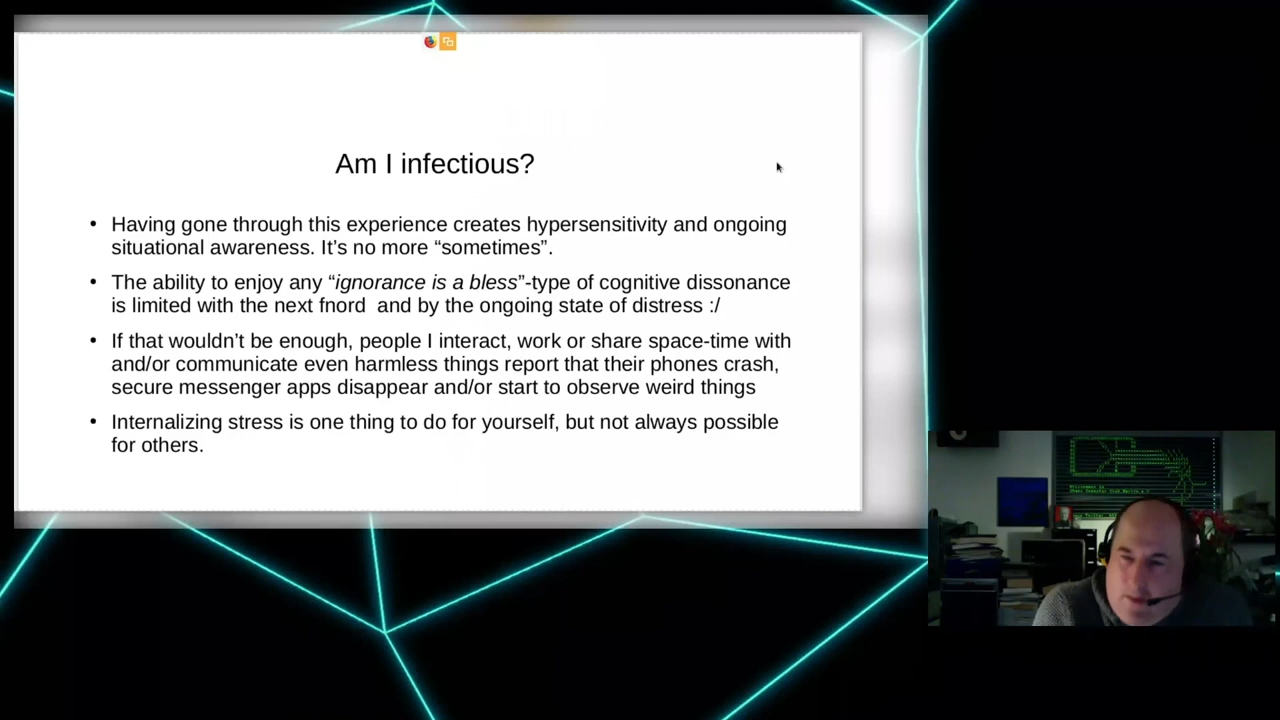 Am I infectious?
• Having gone through this experience creates hypersensitivity and ongoing
situational awareness. It’s no more “sometimes”.
• The ability to enjoy any “ignorance is a bless”-type of cognitive dissonance
is limited with the next fnord  and by the ongoing state of distress :/
• If that wouldn’t be enough, people I interact, work or share space-time with
and/or communicate even harmless things report that their phones crash,
secure messenger apps disappear and/or start to observe weird things
• Internalizing stress is one thing to do for yourself, but not always possible
for others.